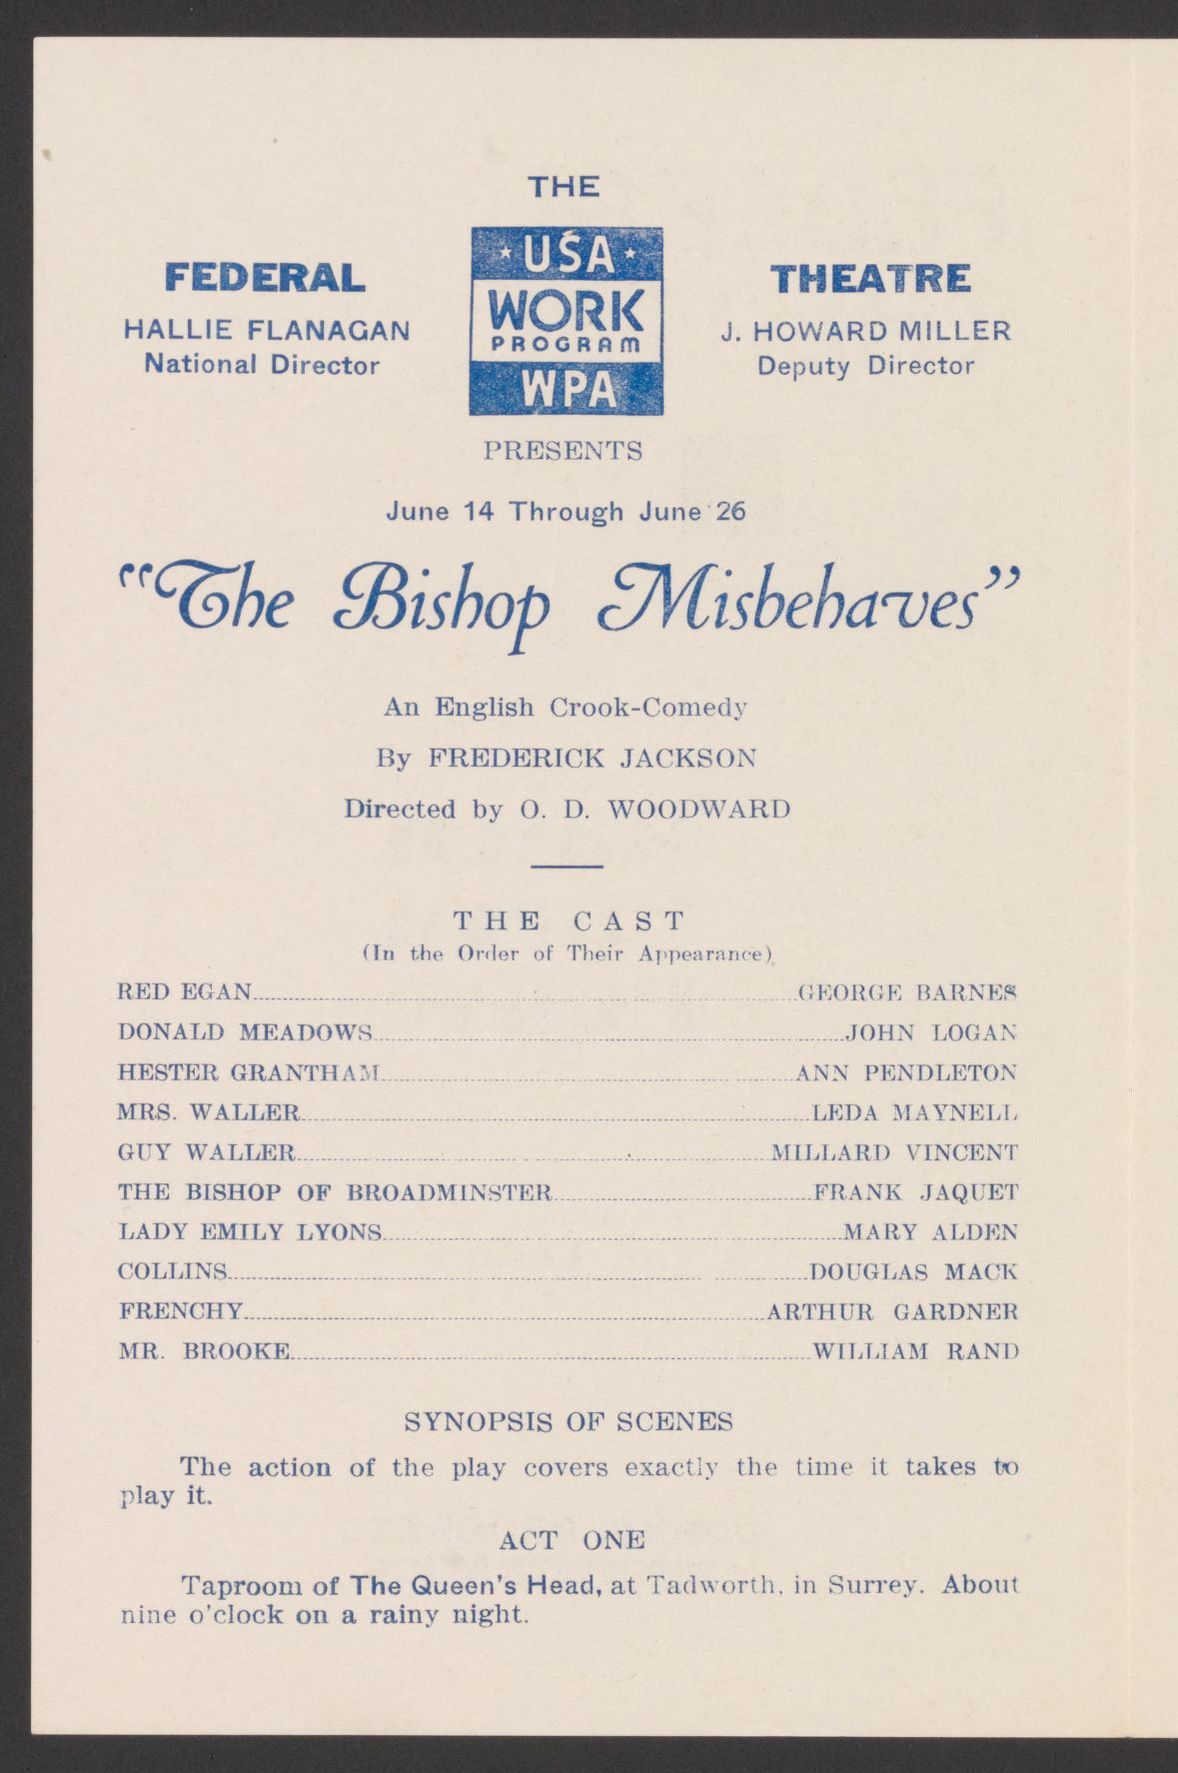 THE
FEDERAL
HALLIE FLANAGAN
National Director
USA
WORK
PROGRAM
WPA
THEATRE
J. HOWARD MILLER
Deputy Director
PRESENTS
June 14 Through June 26
"The Bishop Misbehaves"
An English Crook-Comedy
By FREDERICK JACKSON
Directed by O. D. WOODWARD
THE CAST
(In the Order of Their Appearance)
RED EGAN GEORGE BARNES
DONALD MEADOWS JOHN LOGAN
HESTER GRANTHAM ANN PENDLETON
MRS. WALLER LEDA MAYNELL
GUY WALLER MILLARD VINCENT
THE BISHOP OF BROADMINSTER FRANK JAQUET
LADY EMILY LYONS MARY ALDEN
COLLINS DOUGLAS MACK
FRENCHY ARTHUR GARDNER
MR. BROOKE WILLIAM RAND
SYNOPSIS OF SCENES
The action of the play covers exactly the time it takes to
play it.
ACT ONE
Taproom of The Queen's Head, at Tadworth, in Surrey. About
nine o'clock on a rainy night.